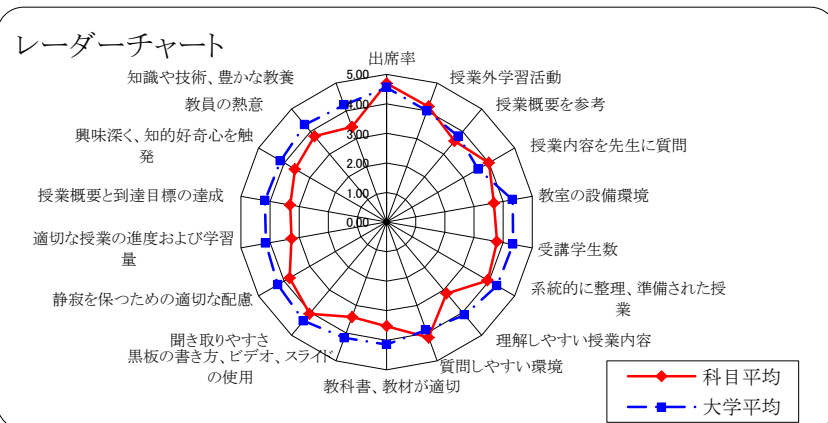 レーダーチャート
出席率
授業外学習活動
授業概要を参考
授業内容を先生に質問
教室の設備環境
受講学生数
系統的に整理、準備された授
業
理解しやすい授業内容
質問しやすい環境
教科書、教材が適切
黒板の書き方、ビデオ、スライド
の使用
聞き取りやすさ
静寂を保つための適切な配慮
適切な授業の進度および学習
量
授業概要と到達目標の達成
興味深く、知的好奇心を触
発
教員の熱意
知識や技術、豊かな教養
5.00
4.00
3.00
2.00
1.00
0.00
科目平均
大学平均